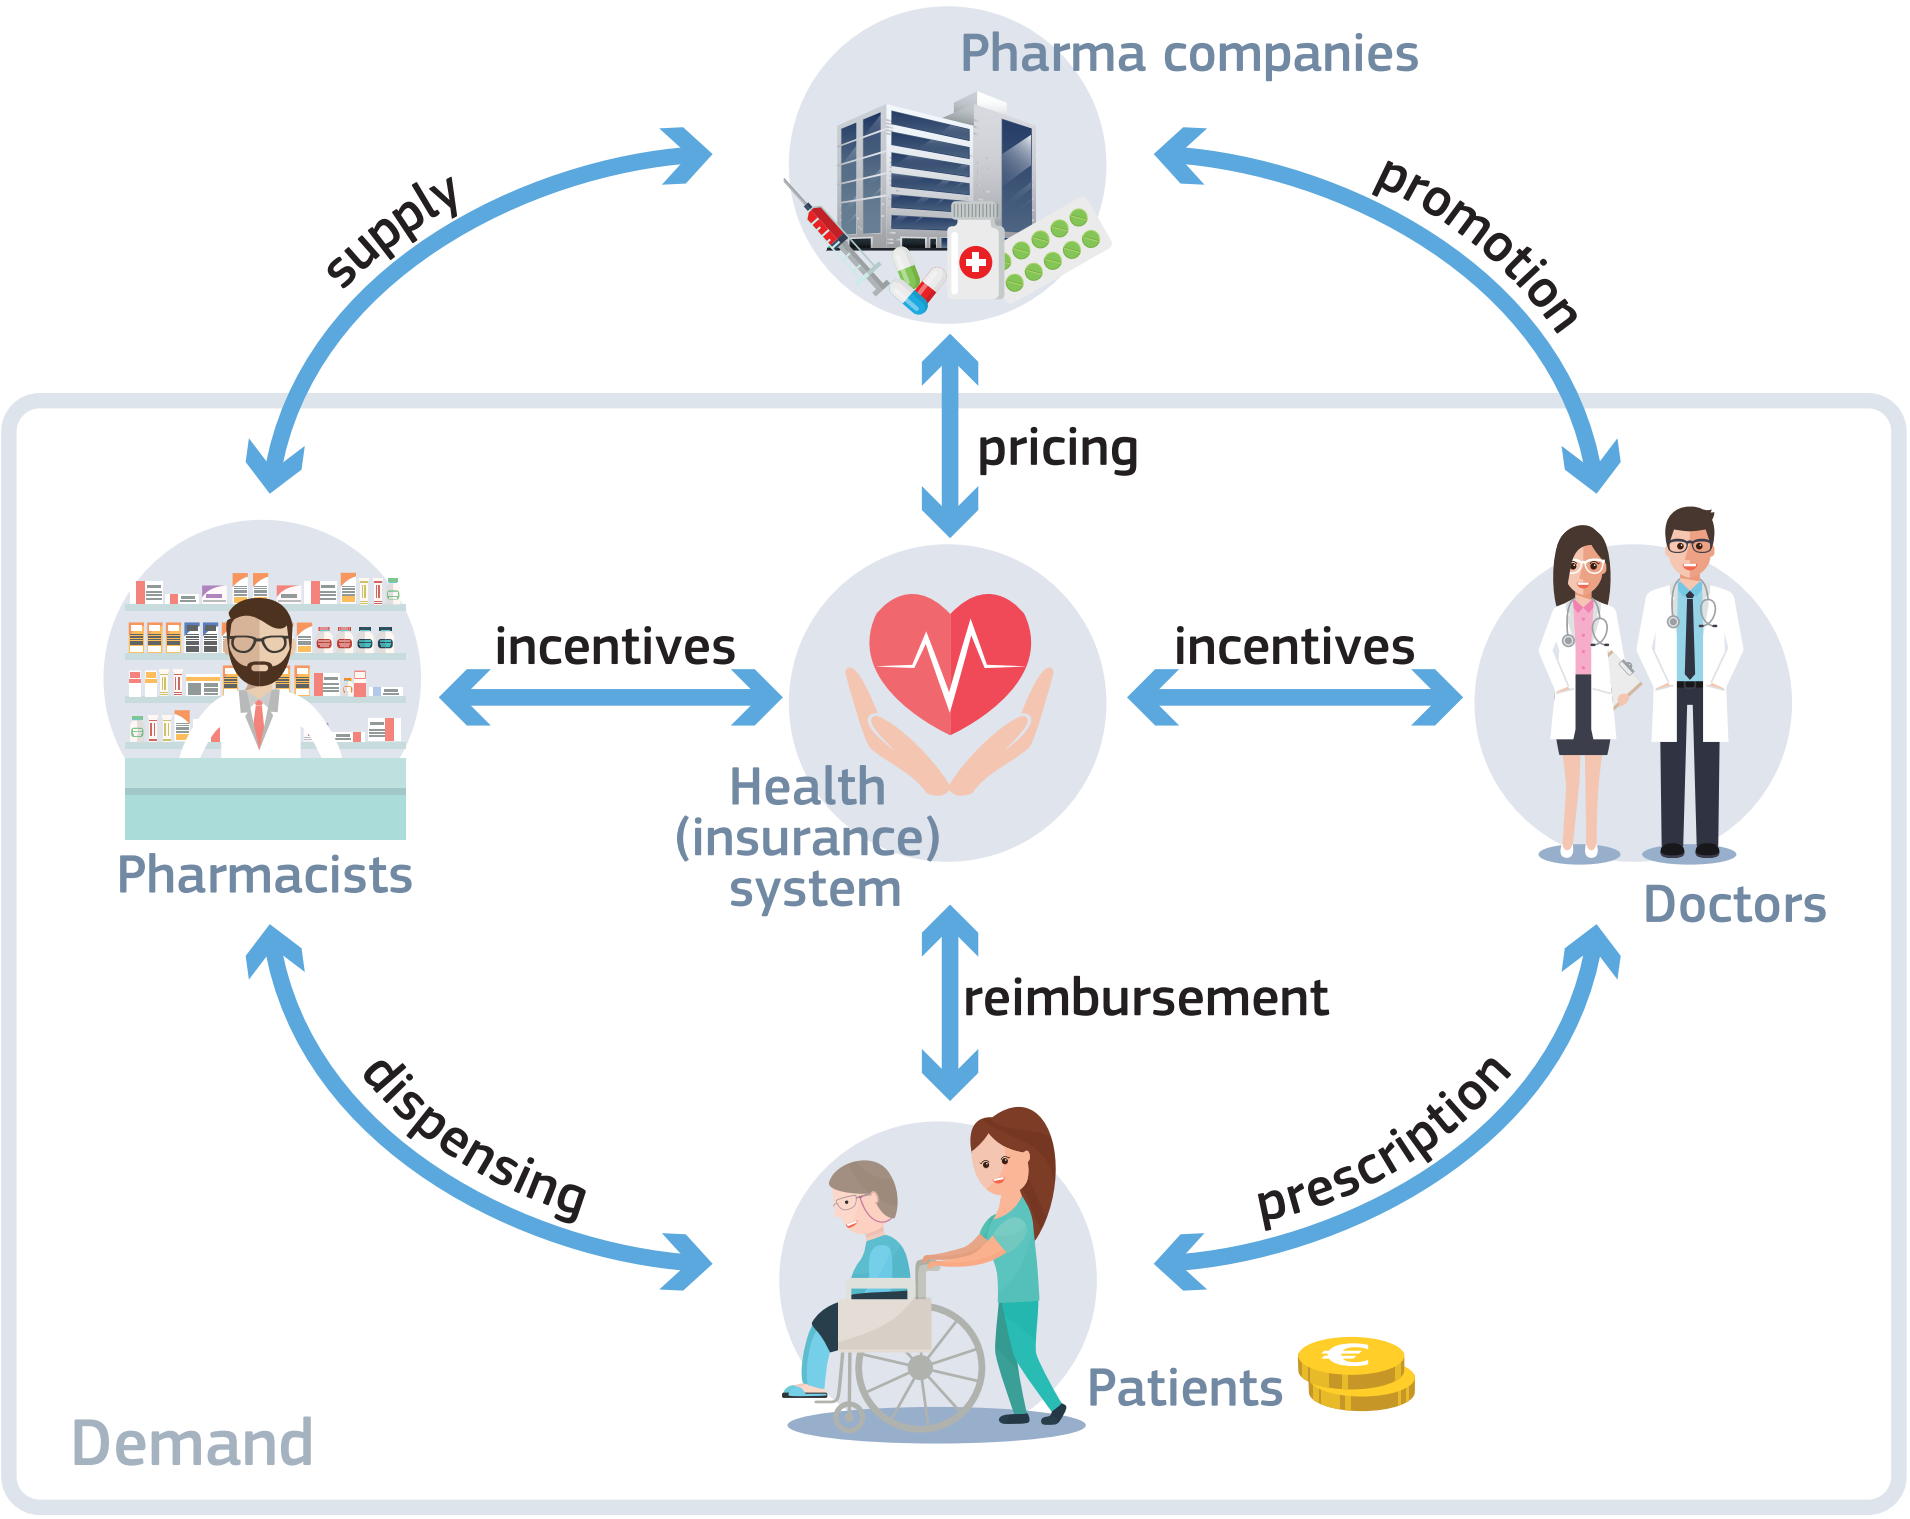 Pharma companies
supply
promotion
pricing
incentives
incentives
Health
(insurance)
system
Pharmacists
Doctors
reimbursement
dispensing
prescription
Patients
€
Demand